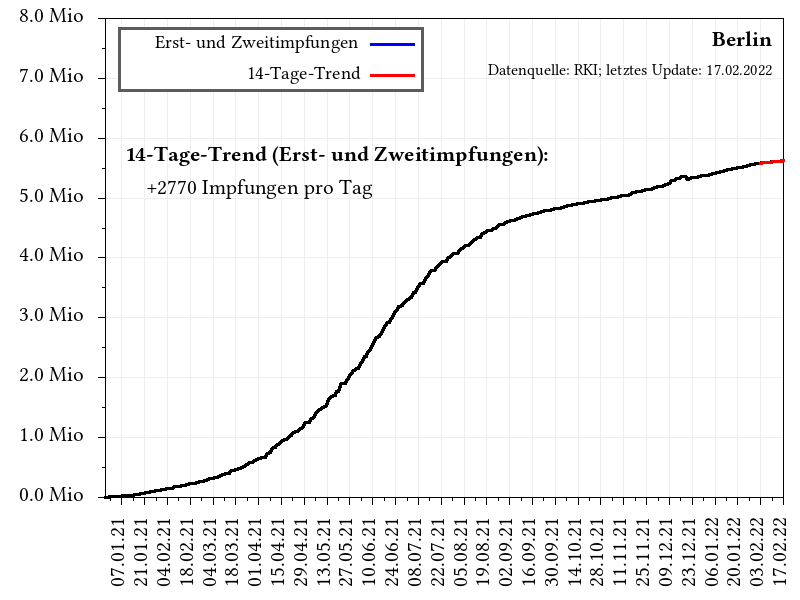 8.0 Mio
7.0 Mio
6.0 Mio
5.0 Mio
4.0 Mio
3.0 Mio
2.0 Mio
1.0 Mio
0.0 Mio
Erst- und Zweitimpfungen
14-Tage-Trend
Berlin
Datenquelle: RKI; letztes Update: 17.02.2022
14-Tage-Trend (Erst- und Zweitimpfungen):
+2770 Impfungen pro Tag
07.01.21
21.01.21
04.02.21
18.02.21
04.03.21
18.03.21
01.04.21
15.04.21
29.04.21
13.05.21
27.05.21
10.06.21
24.06.21
08.07.21
22.07.21
05.08.21
19.08.21
02.09.21
16.09.21
30.09.21
14.10.21
28.10.21
11.11.21
25.11.21
09.12.21
23.12.21
06.01.22
20.01.22
03.02.22
17.02.22